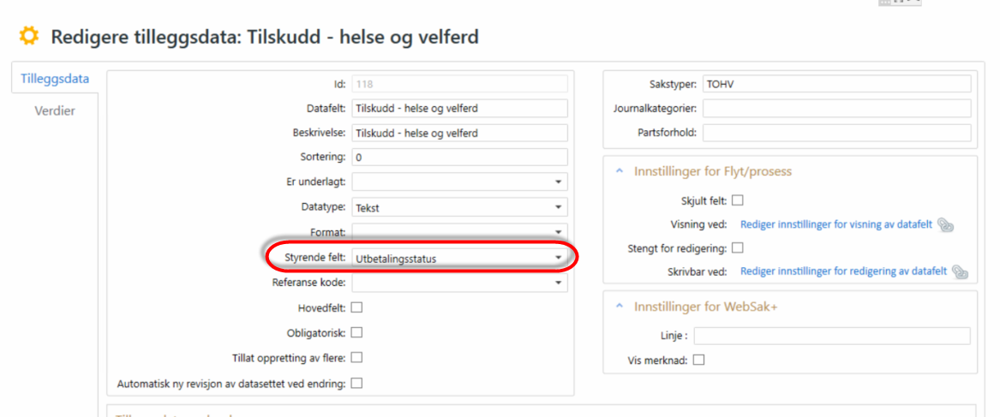 Redigere tilleggsdata: Tilskudd - helse og velferd
Tilleggsdata
Verdier
Id: 118
Datafelt: Tilskudd - helse og velferd
Beskrivelse: Tilskudd - helse og velferd
Sortering: 0
Er underlagt:
Datatype: Tekst
Format:
Styrende felt: Utbetalingsstatus
Referanse kode:
Hovedfelt:
Obligatorisk:
Tillat oppretting av flere:
Automatisk ny revisjon av datasettet ved endring:
Sakstyper: TOHV
Journalkategorier:
Partsforhold:
Innstillinger for Flyt/prosess
Skjult felt:
Visning ved: Rediger innstillinger for visning av datafelt
Stengt for redigering:
Skrivbar ved: Rediger innstillinger for redigering av datafelt
Innstillinger for WebSak+
Linje :
Vis merknad: